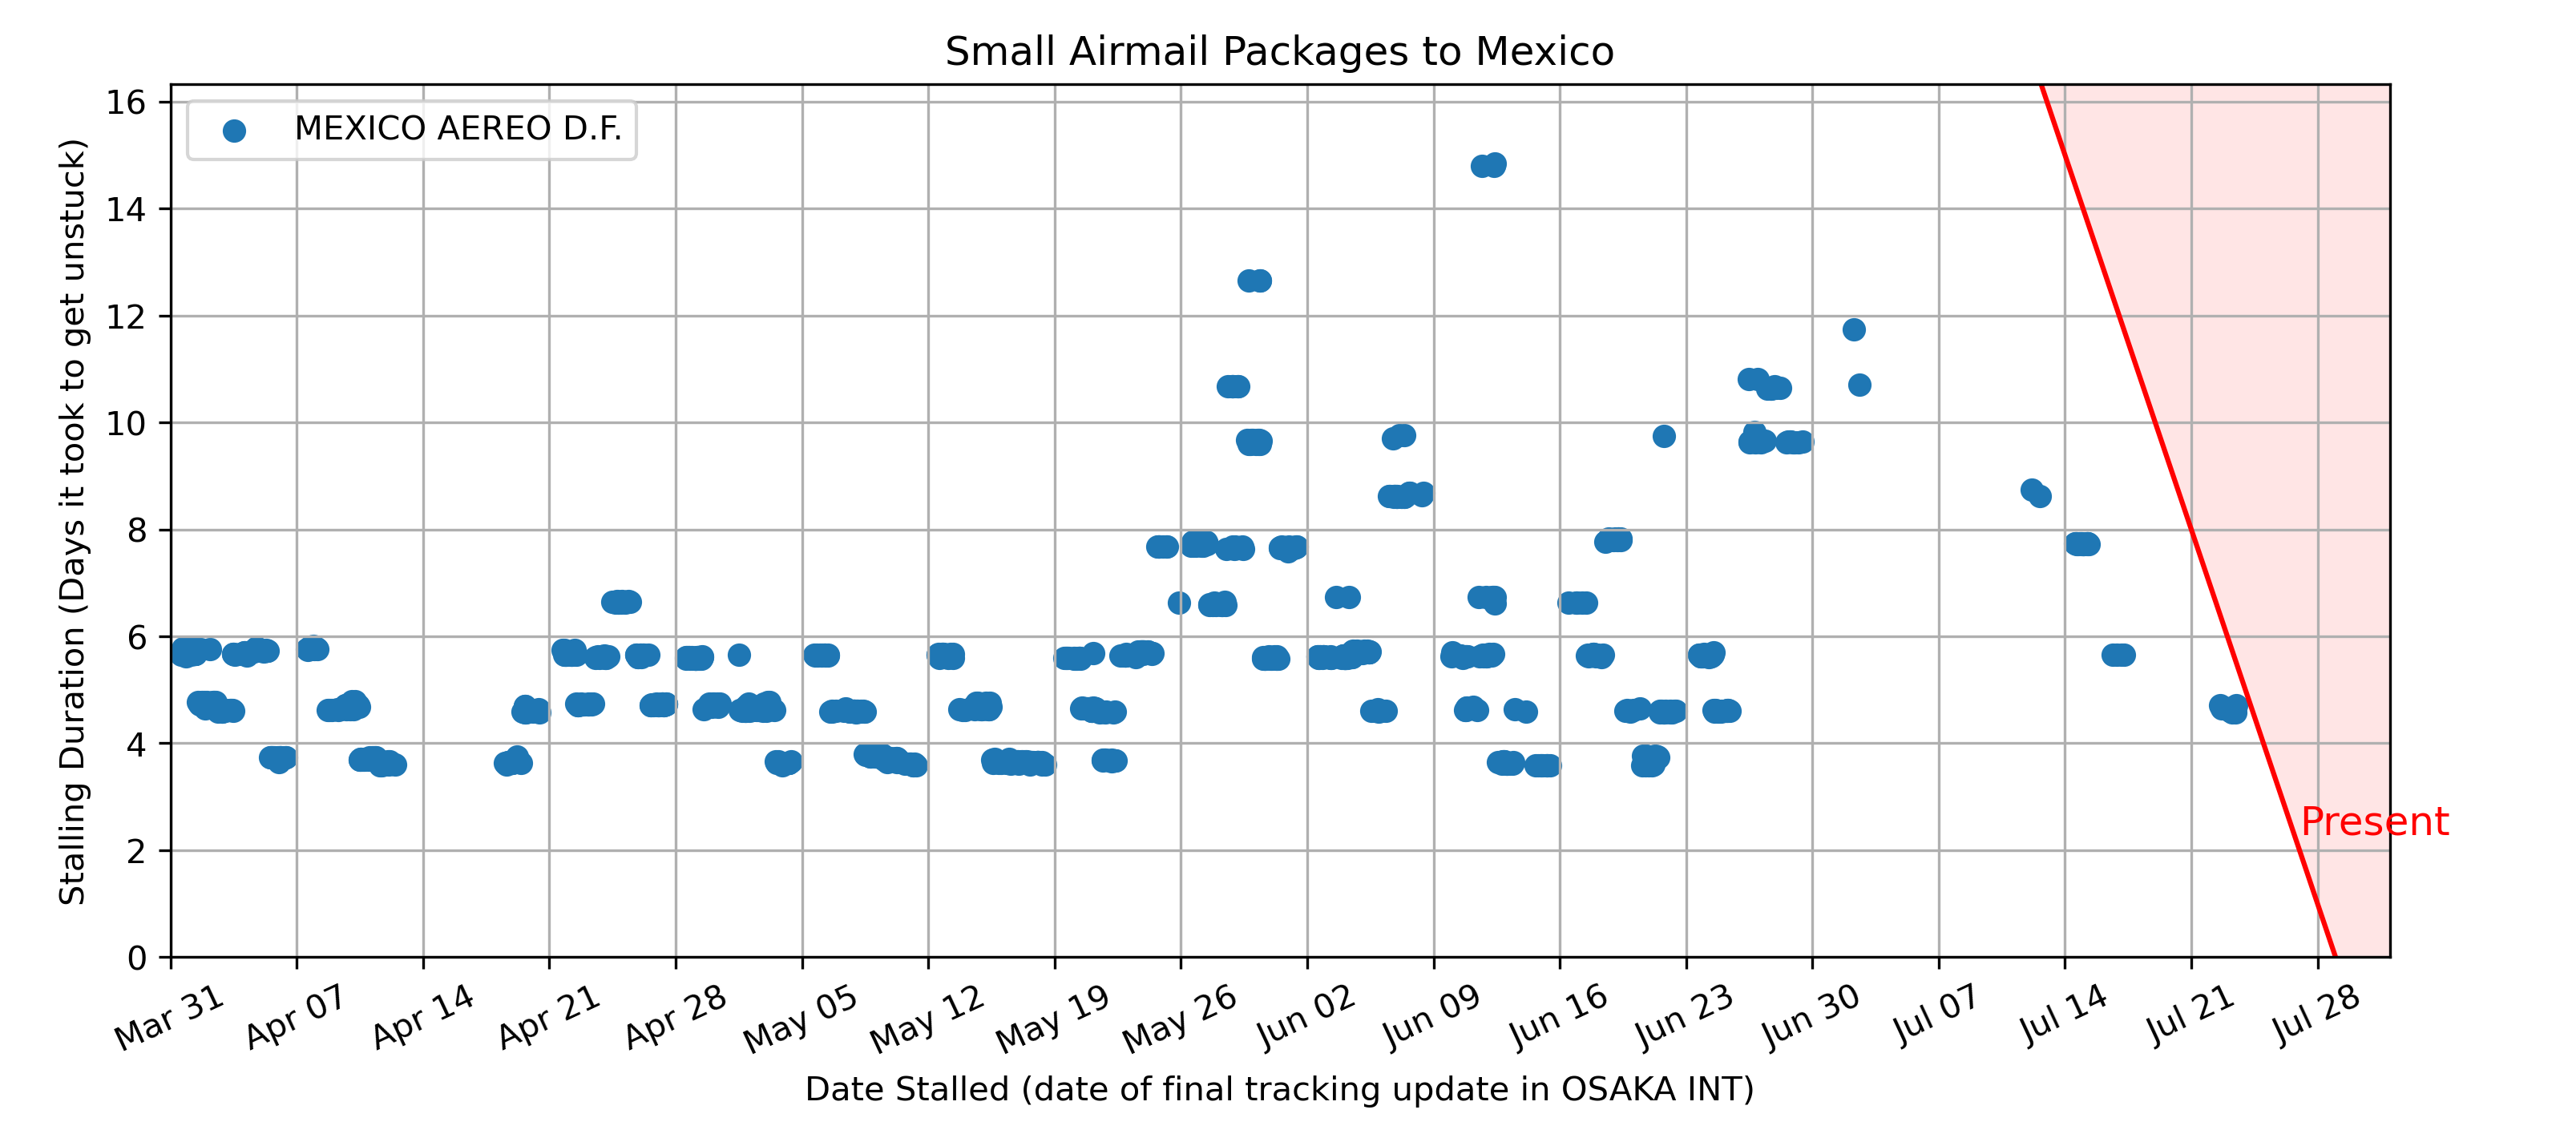 Small Airmail Packages to Mexico
MEXICO AEREO D.F.
Stalling Duration (Days it took to get unstuck)
16
14
12
10
8
6
4
2
0
Present
Mar 31
Apr 07
Apr 14
Apr 21
Apr 28
May 05
May 12
May 19
May 26
Jun 02
Jun 09
Jun 16
Jun 23
Jun 30
Jul 07
Jul 14
Jul 21
Jul 28
Date Stalled (date of final tracking update in OSAKA INT)